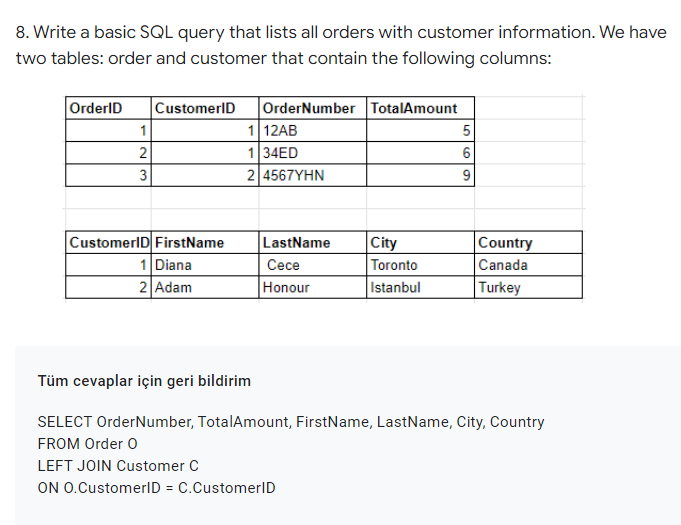 8. Write a basic SQL query that lists all orders with customer information. We have
two tables: order and customer that contain the following columns:
OrderID CustomerID OrderNumber TotalAmount
1 1 12AB 5
2 1 34ED 6
3 2 4567YHN 9
CustomerID FirstName LastName City Country
1 Diana Cece Toronto Canada
2 Adam Honour Istanbul Turkey
Tüm cevaplar için geri bildirim
SELECT OrderNumber, TotalAmount, FirstName, LastName, City, Country
FROM Order O
LEFT JOIN Customer C
ON O.CustomerID = C.CustomerID